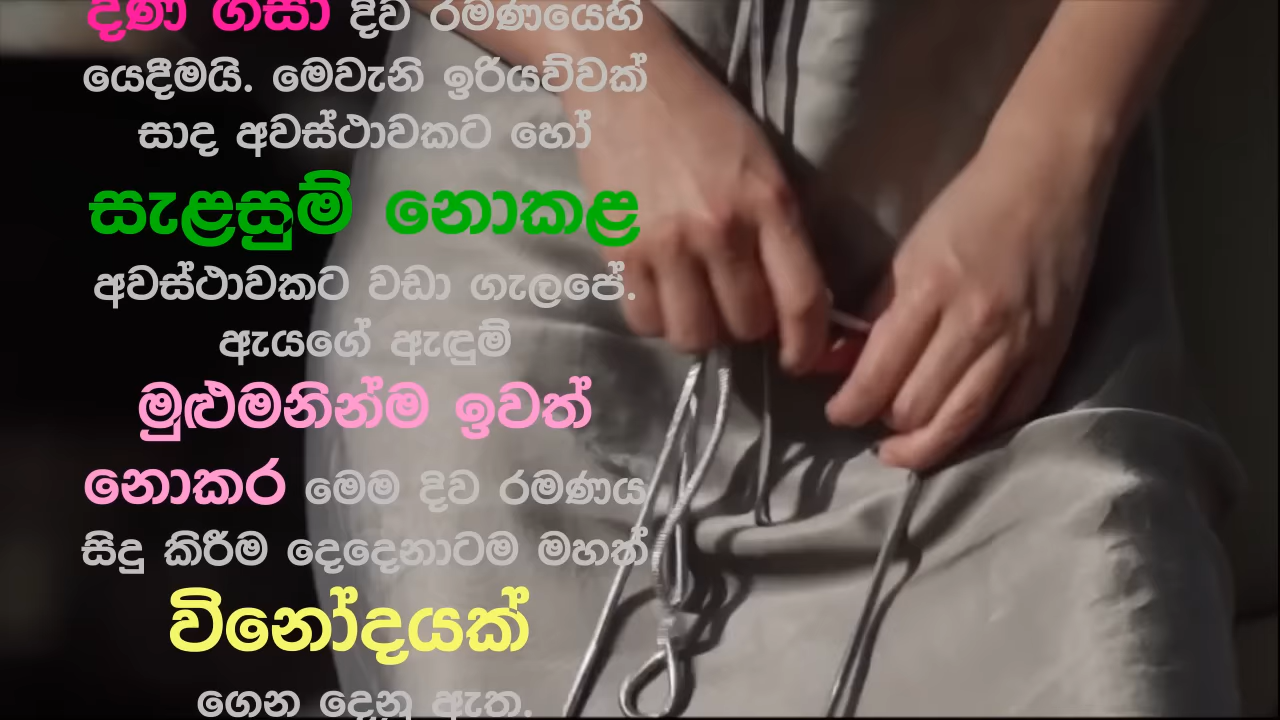 දණ ගසා දිව රමණයෙහි
යෙදීමයි. මෙවැනි ඉරියව්වක්
සාද අවස්ථාවකට හෝ
සැළසුම් නොකළ
අවස්ථාවකට වඩා ගැලපේ.
ඇයගේ ඇඳුම්
මුළුමනින්ම ඉවත්
නොකර මෙම දිව රමණය
සිදු කිරීම දෙදෙනාටම මහත්
විනෝදයක්
ගෙන දෙනු ඇත.